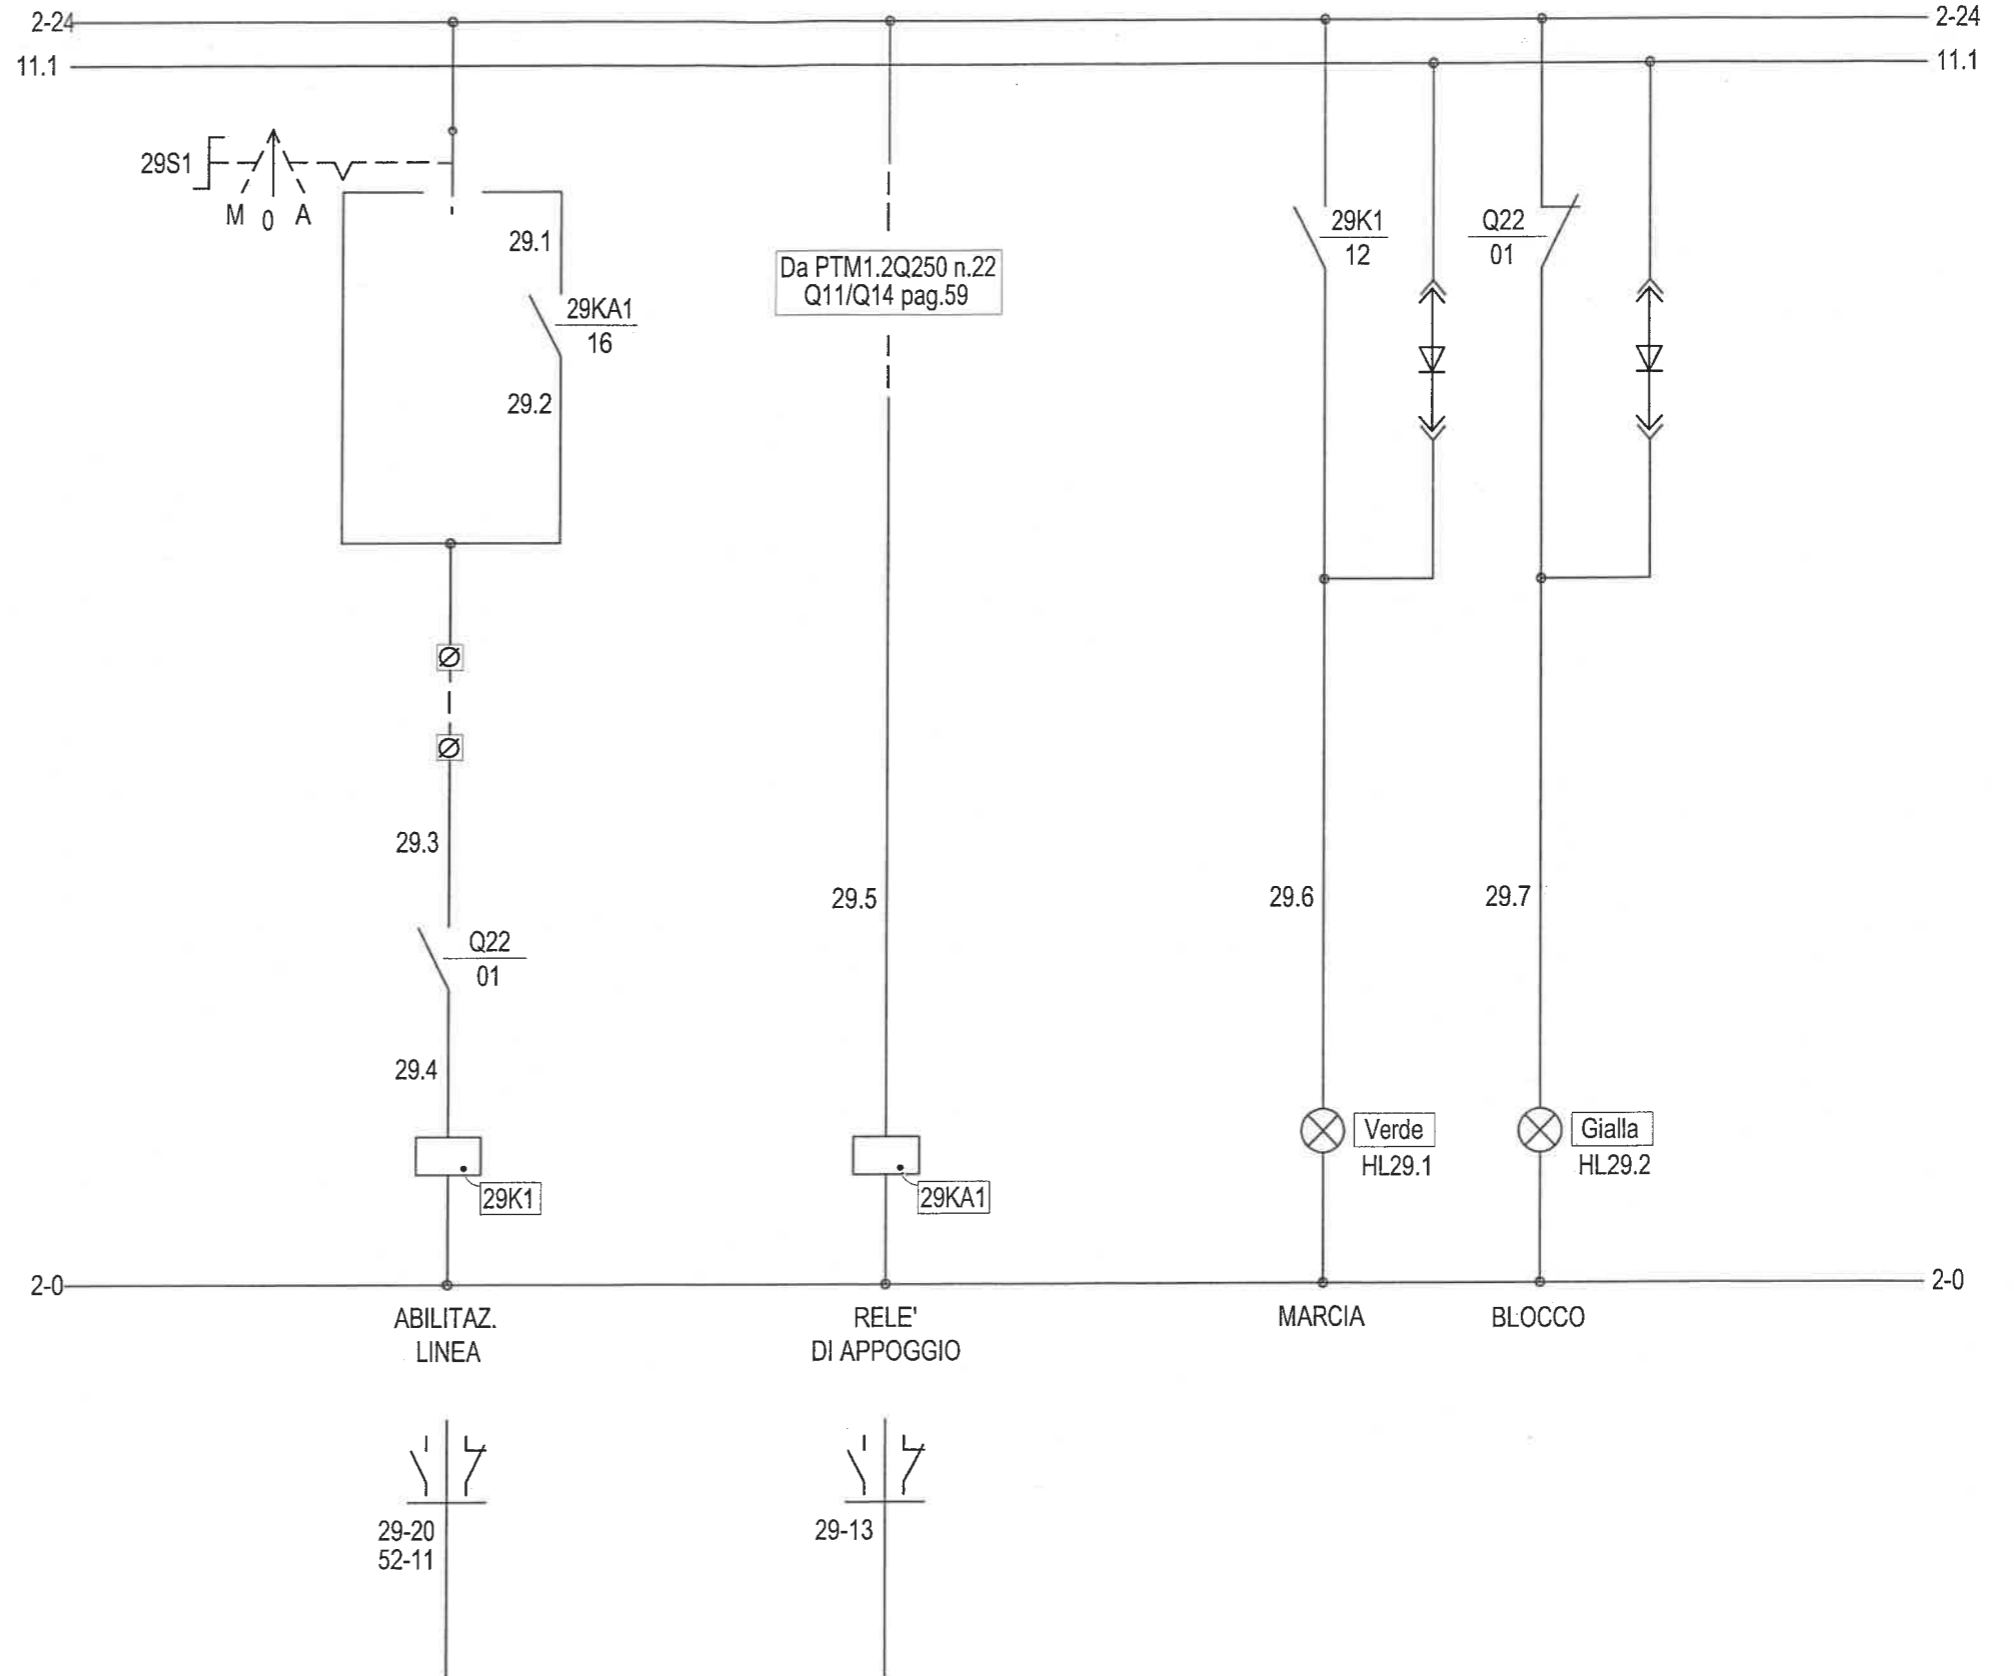 2-24
2-24
11.1
11.1
29S1
M 0 A
29.1
29KA1
16
29.2
Da PTM1.2Q250 n.22
Q11/Q14 pag.59
29K1
12
Q22
01
29.3
Q22
01
29.4
29K1
29.5
29KA1
29.6
Verde
HL29.1
29.7
Gialla
HL29.2
2-0
2-0
ABILITAZ.
LINEA
RELE'
DI APPOGGIO
MARCIA
BLOCCO
29-20
52-11
29-13